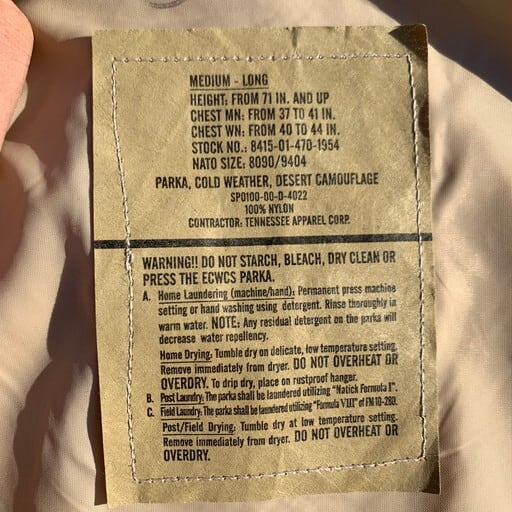 MEDIUM - LONG
HEIGHT: FROM 71 IN. AND UP
CHEST MN: FROM 37 TO 41 IN.
CHEST WN: FROM 40 TO 44 IN.
STOCK NO.: 8415-01-470-1954
NATO SIZE: 8090/9404
PARKA, COLD WEATHER, DESERT CAMOUFLAGE
SPO100-00-D-4022
100% NYLON
CONTRACTOR: TENNESSEE APPAREL CORP.
WARNING!! DO NOT STARCH, BLEACH, DRY CLEAN OR
PRESS THE ECWCS PARKA.
A. Home Laundering (machine/hand): Permanent press machine
setting or hand washing using detergent. Rinse thoroughly in
warm water. NOTE: Any residual detergent on the parka will
decrease water repellency.
Home Drying: Tumble dry on delicate, low temperature setting.
Remove immediately from dryer. DO NOT OVERHEAT OR
OVERDRY. To drip dry, place on rustproof hanger.
B. Post Laundry: The parka shall be laundered utilizing "Natick Formula I".
C. Field Laundry: The parka shall be laundered utilizing "Formula VIII" of FM 10-280.
Post/Field Drying: Tumble dry at low temperature setting.
Remove immediately from dryer. DO NOT OVERHEAT OR
OVERDRY.